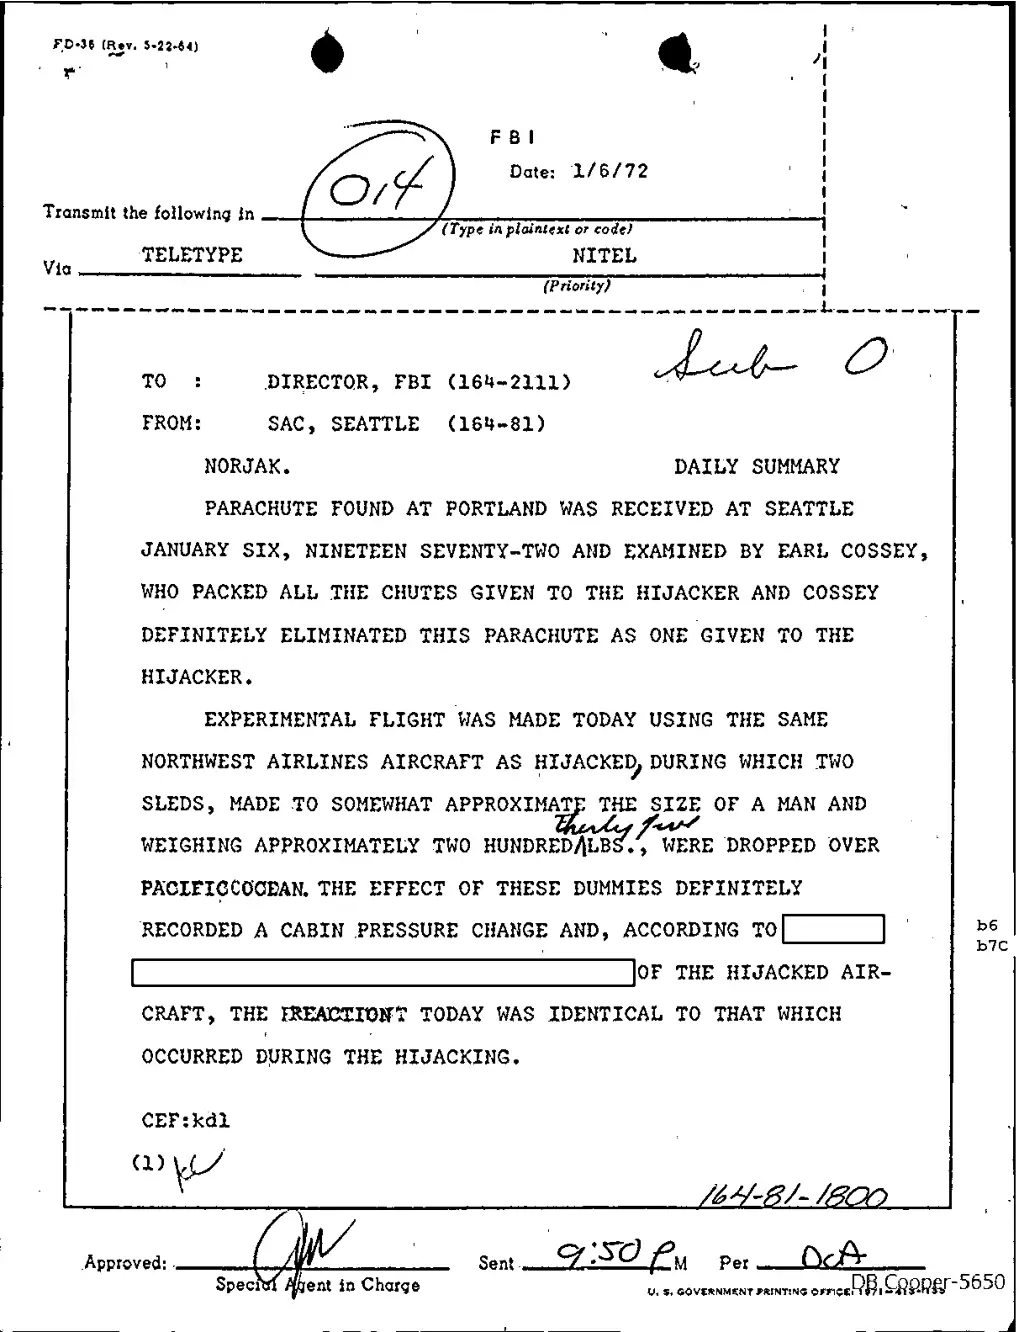 FD-36 (Rev. 5-22-64)
FBI
Date: 1/6/72
014
Transmit the following in
(Type in plaintext or code)
Via TELETYPE NITEL
(Priority)
Sub O
TO : DIRECTOR, FBI (164-2111)
FROM: SAC, SEATTLE (164-81)
NORJAK. DAILY SUMMARY
PARACHUTE FOUND AT PORTLAND WAS RECEIVED AT SEATTLE
JANUARY SIX, NINETEEN SEVENTY-TWO AND EXAMINED BY EARL COSSEY,
WHO PACKED ALL THE CHUTES GIVEN TO THE HIJACKER AND COSSEY
DEFINITELY ELIMINATED THIS PARACHUTE AS ONE GIVEN TO THE
HIJACKER.
EXPERIMENTAL FLIGHT WAS MADE TODAY USING THE SAME
NORTHWEST AIRLINES AIRCRAFT AS HIJACKED, DURING WHICH TWO
SLEDS, MADE TO SOMEWHAT APPROXIMATE THE SIZE OF A MAN AND
thirty five
WEIGHING APPROXIMATELY TWO HUNDRED LBS., WERE DROPPED OVER
PACIFIC OCEAN. THE EFFECT OF THESE DUMMIES DEFINITELY
RECORDED A CABIN PRESSURE CHANGE AND, ACCORDING TO
b6
b7C
OF THE HIJACKED AIR-
CRAFT, THE REACTION TODAY WAS IDENTICAL TO THAT WHICH
OCCURRED DURING THE HIJACKING.
CEF:kdl
(1)
164-81-1800
Approved: Sent 9:50 PM Per
Special Agent in Charge
U. S. GOVERNMENT PRINTING OFFICE: 1971
DB Cooper-5650